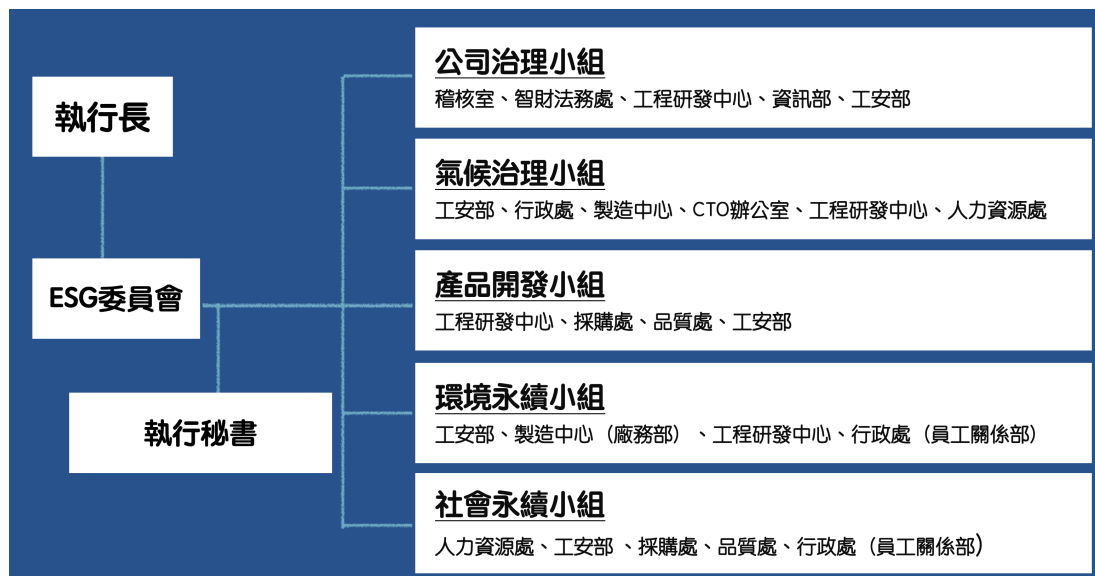 執行長
ESG委員會
執行秘書
公司治理小組
稽核室、智財法務處、工程研發中心、資訊部、工安部
氣候治理小組
工安部、行政處、製造中心、CTO辦公室、工程研發中心、人力資源處
產品開發小組
工程研發中心、採購處、品質處、工安部
環境永續小組
工安部、製造中心（廠務部）、工程研發中心、行政處（員工關係部）
社會永續小組
人力資源處、工安部 、採購處、品質處、行政處（員工關係部)